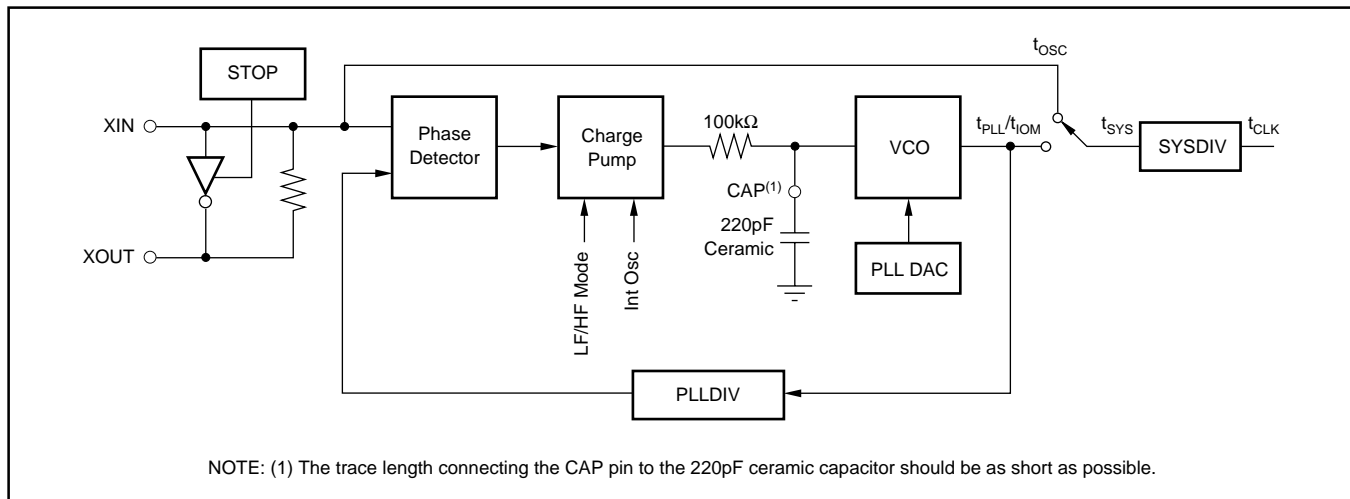 STOP
XIN
XOUT
Phase
Detector
Charge
Pump
LF/HF Mode
Int Osc
100kΩ
CAP(1)
220pF
Ceramic
VCO
PLL DAC
tPLL/tIOM
tOSC
tSYS
SYSDIV
tCLK
PLLDIV
NOTE: (1) The trace length connecting the CAP pin to the 220pF ceramic capacitor should be as short as possible.